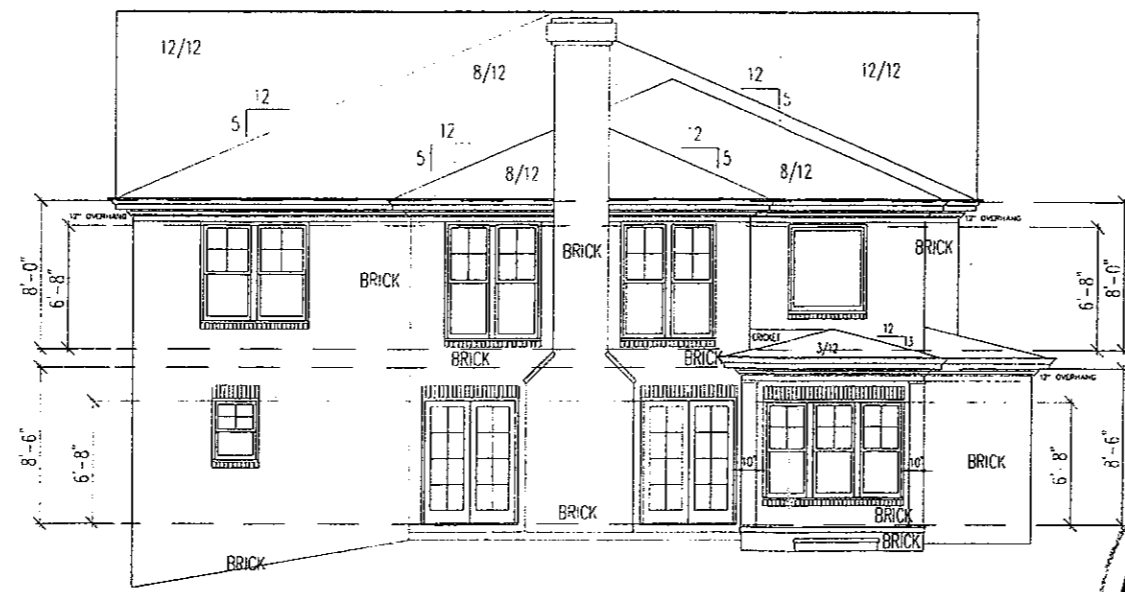 12/12
8/12
12
5
12/12
12
5
12
5
12
5
8/12
8/12
12" OVERHANG
12" OVERHANG
BRICK
BRICK
BRICK
8'-0"
6'-8"
6'-8"
8'-0"
CRICKET
12
3/12
BRICK
BRICK
12" OVERHANG
8'-6"
6'-8"
10"
10"
BRICK
6'-8"
8'-6"
BRICK
BRICK
BRICK
BRICK